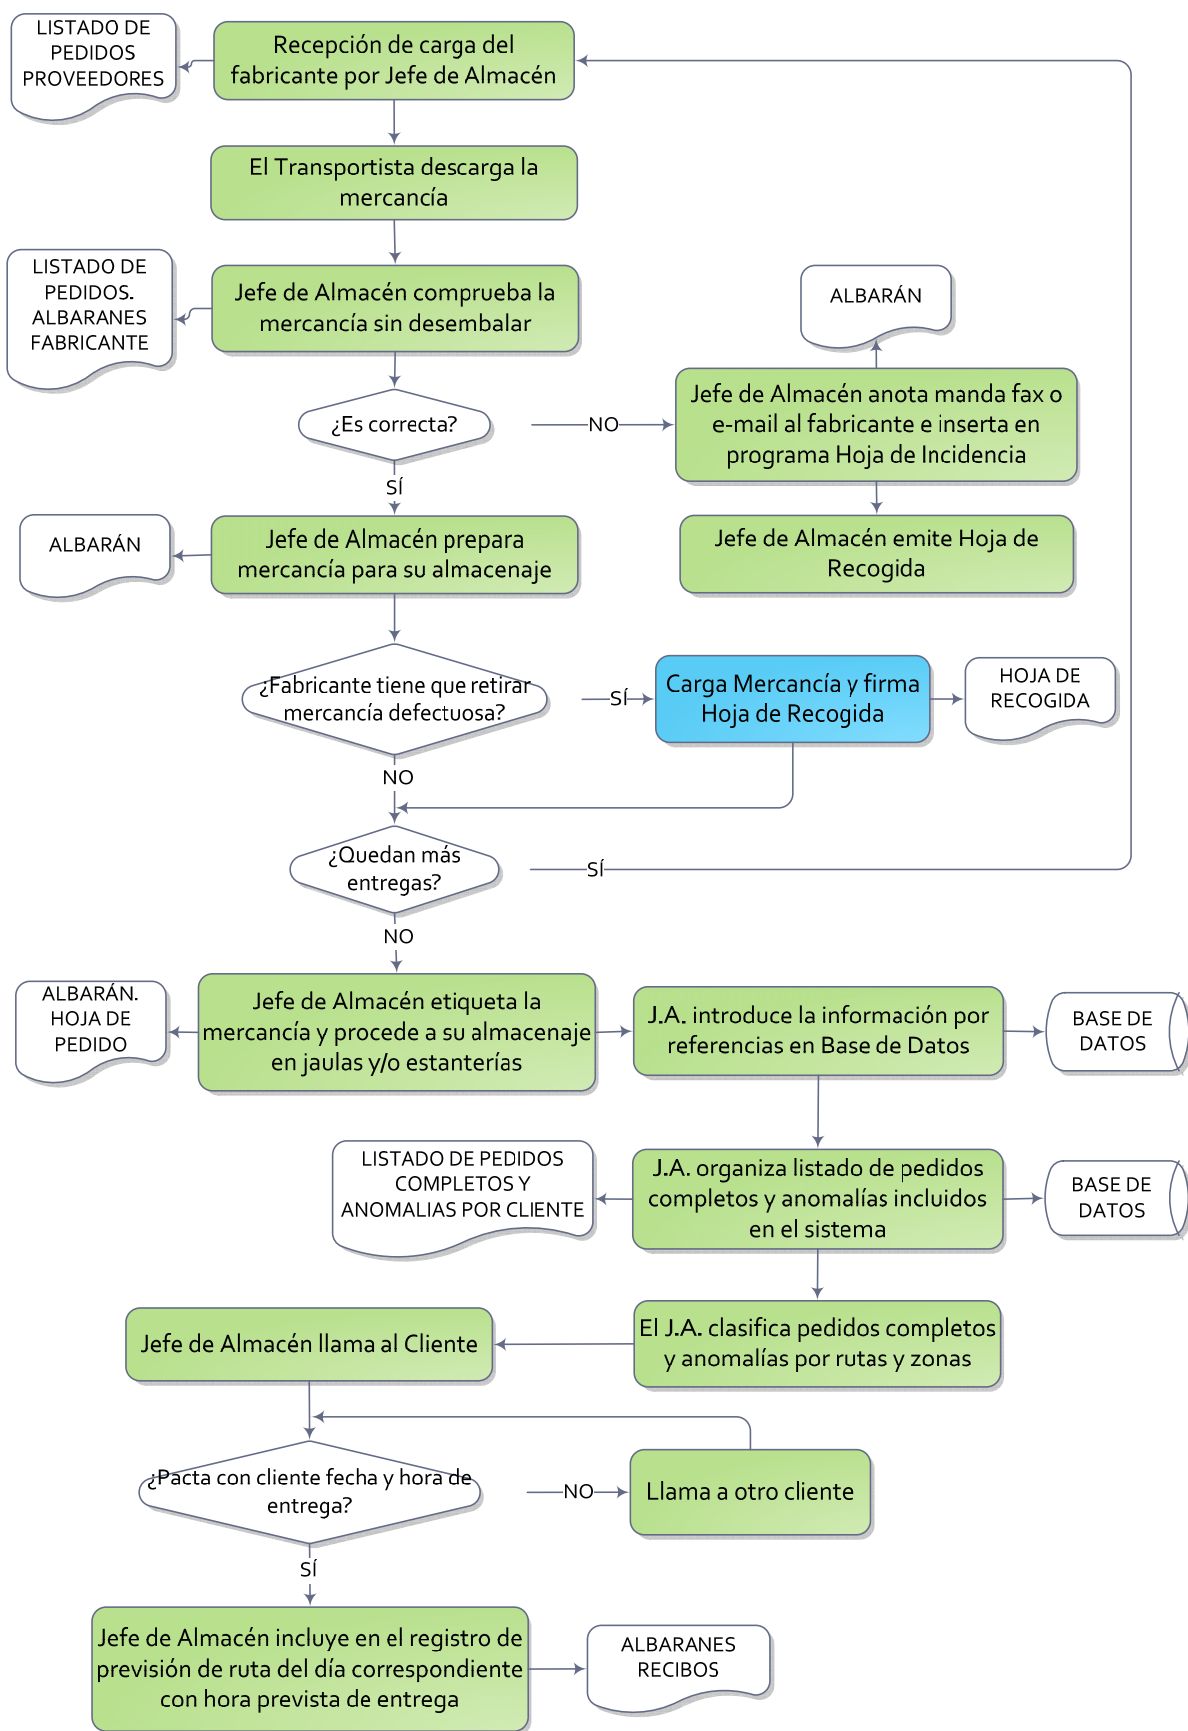 LISTADO DE
PEDIDOS
PROVEEDORES
Recepción de carga del
fabricante por Jefe de Almacén
El Transportista descarga la
mercancía
LISTADO DE
PEDIDOS.
ALBARANES
FABRICANTE
Jefe de Almacén comprueba la
mercancía sin desembalar
ALBARÁN
¿Es correcta?
NO
Jefe de Almacén anota manda fax o
e-mail al fabricante e inserta en
programa Hoja de Incidencia
SÍ
ALBARÁN
Jefe de Almacén prepara
mercancía para su almacenaje
Jefe de Almacén emite Hoja de
Recogida
¿Fabricante tiene que retirar
mercancía defectuosa?
SÍ
Carga Mercancía y firma
Hoja de Recogida
HOJA DE
RECOGIDA
NO
¿Quedan más
entregas?
SÍ
NO
ALBARÁN.
HOJA DE
PEDIDO
Jefe de Almacén etiqueta la
mercancía y procede a su almacenaje
en jaulas y/o estanterías
J.A. introduce la información por
referencias en Base de Datos
BASE DE
DATOS
LISTADO DE PEDIDOS
COMPLETOS Y
ANOMALIAS POR CLIENTE
J.A. organiza listado de pedidos
completos y anomalías incluidos
en el sistema
BASE DE
DATOS
Jefe de Almacén llama al Cliente
El J.A. clasifica pedidos completos
y anomalías por rutas y zonas
¿Pacta con cliente fecha y hora de
entrega?
NO
Llama a otro cliente
SÍ
Jefe de Almacén incluye en el registro de
previsión de ruta del día correspondiente
con hora prevista de entrega
ALBARANES
RECIBOS